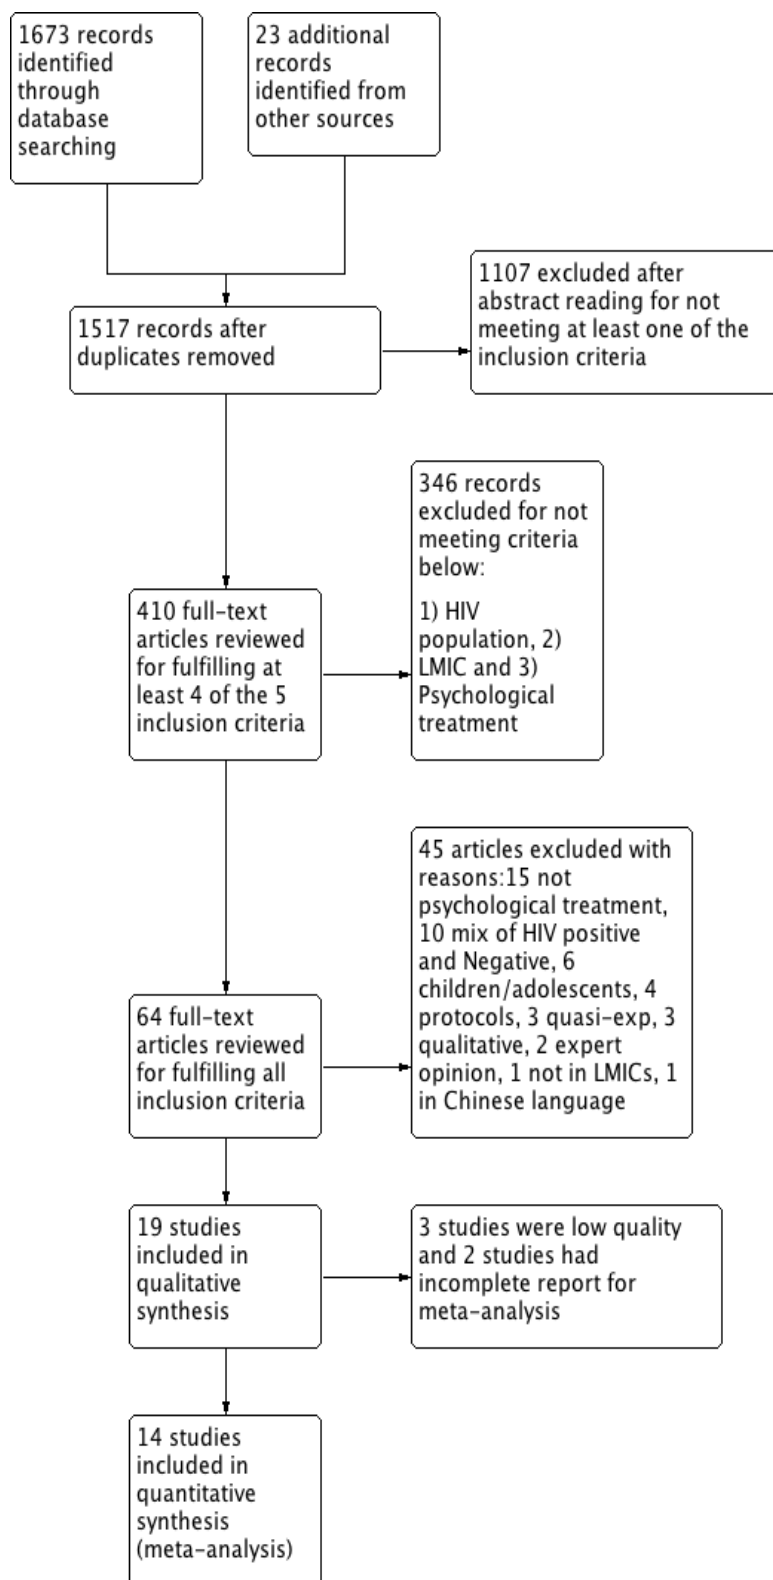 1673 records
identified
through
database
searching
23 additional
records
identified from
other sources
1517 records after
duplicates removed
1107 excluded after
abstract reading for not
meeting at least one of the
inclusion criteria
346 records
excluded for not
meeting criteria
below:
1) HIV
population, 2)
LMIC and 3)
Psychological
treatment
410 full-text
articles reviewed
for fulfilling at
least 4 of the 5
inclusion criteria
45 articles excluded with
reasons:15 not
psychological treatment,
10 mix of HIV positive
and Negative, 6
children/adolescents, 4
protocols, 3 quasi-exp, 3
qualitative, 2 expert
opinion, 1 not in LMICs, 1
in Chinese language
64 full-text
articles reviewed
for fulfilling all
inclusion criteria
19 studies
included in
qualitative
synthesis
3 studies were low quality
and 2 studies had
incomplete report for
meta-analysis
14 studies
included in
quantitative
synthesis
(meta-analysis)